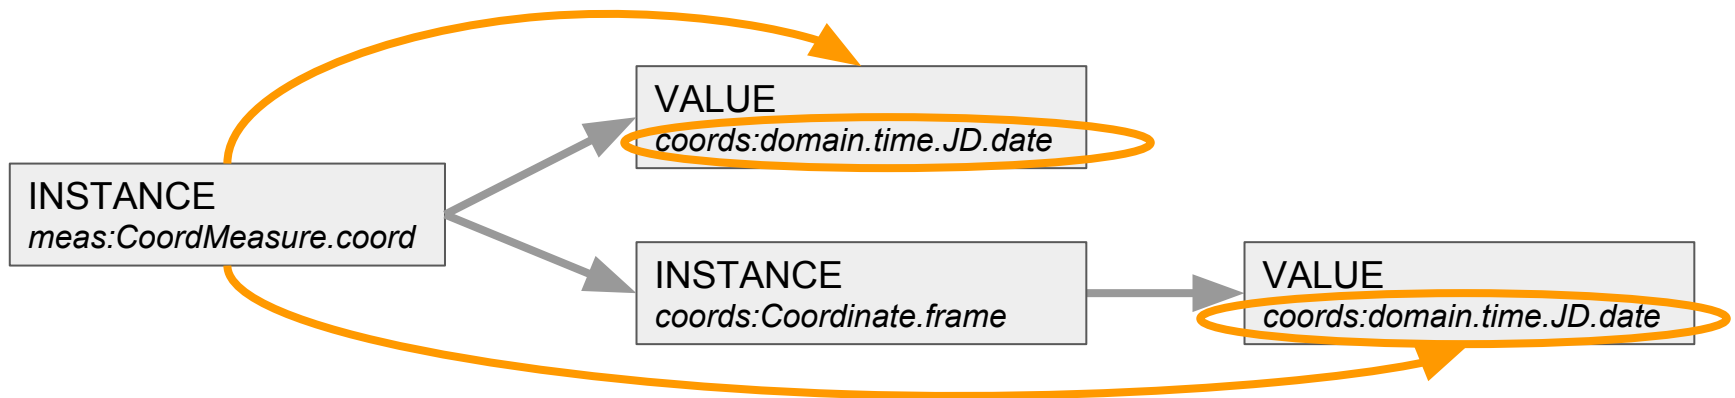 VALUE
coords:domain.time.JD.date
INSTANCE
meas:CoordMeasure.coord
INSTANCE
coords:Coordinate.frame
VALUE
coords:domain.time.JD.date